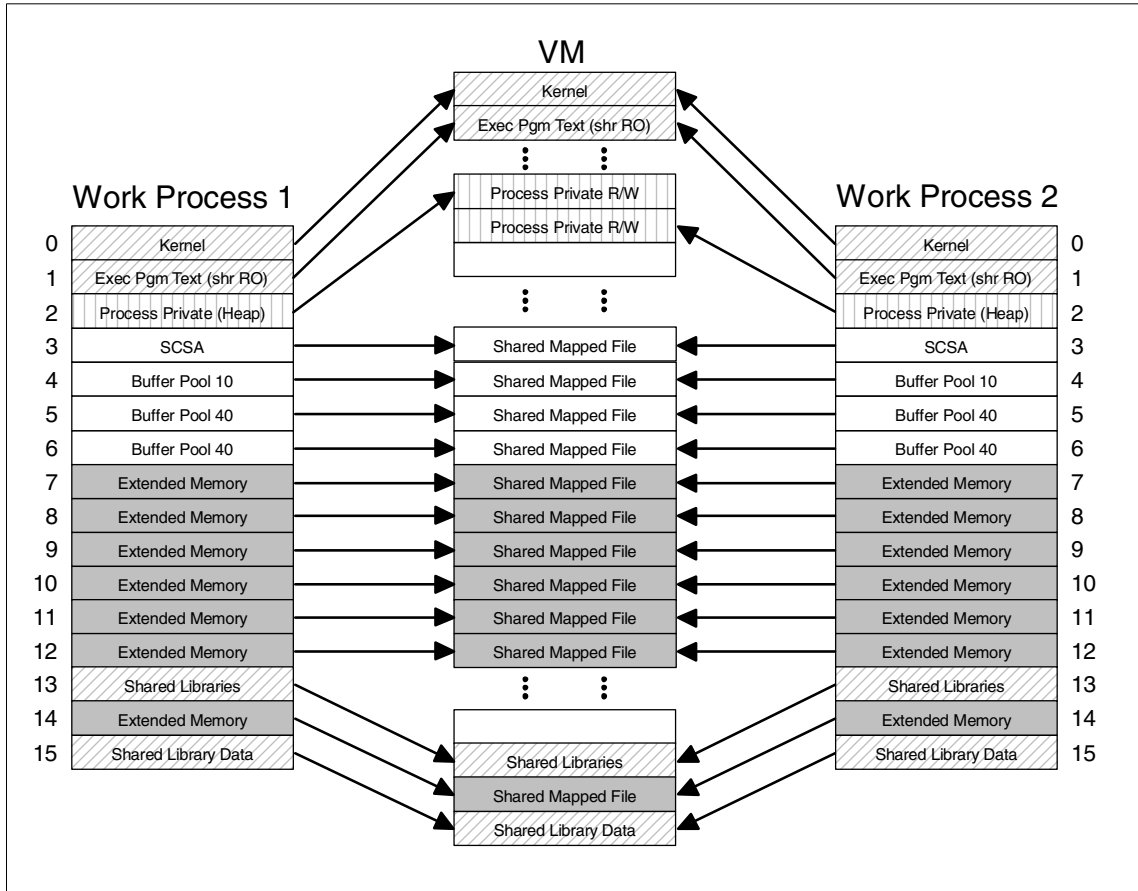 VM
Kernel
Exec Pgm Text (shr RO)
Process Private R/W
Process Private R/W
Shared Mapped File
Shared Mapped File
Shared Mapped File
Shared Mapped File
Shared Mapped File
Shared Mapped File
Shared Mapped File
Shared Mapped File
Shared Mapped File
Shared Mapped File
Shared Libraries
Shared Mapped File
Shared Library Data
Work Process 1
0 Kernel
1 Exec Pgm Text (shr RO)
2 Process Private (Heap)
3 SCSA
4 Buffer Pool 10
5 Buffer Pool 40
6 Buffer Pool 40
7 Extended Memory
8 Extended Memory
9 Extended Memory
10 Extended Memory
11 Extended Memory
12 Extended Memory
13 Shared Libraries
14 Extended Memory
15 Shared Library Data
Work Process 2
Kernel 0
Exec Pgm Text (shr RO) 1
Process Private (Heap) 2
SCSA 3
Buffer Pool 10 4
Buffer Pool 40 5
Buffer Pool 40 6
Extended Memory 7
Extended Memory 8
Extended Memory 9
Extended Memory 10
Extended Memory 11
Extended Memory 12
Shared Libraries 13
Extended Memory 14
Shared Library Data 15